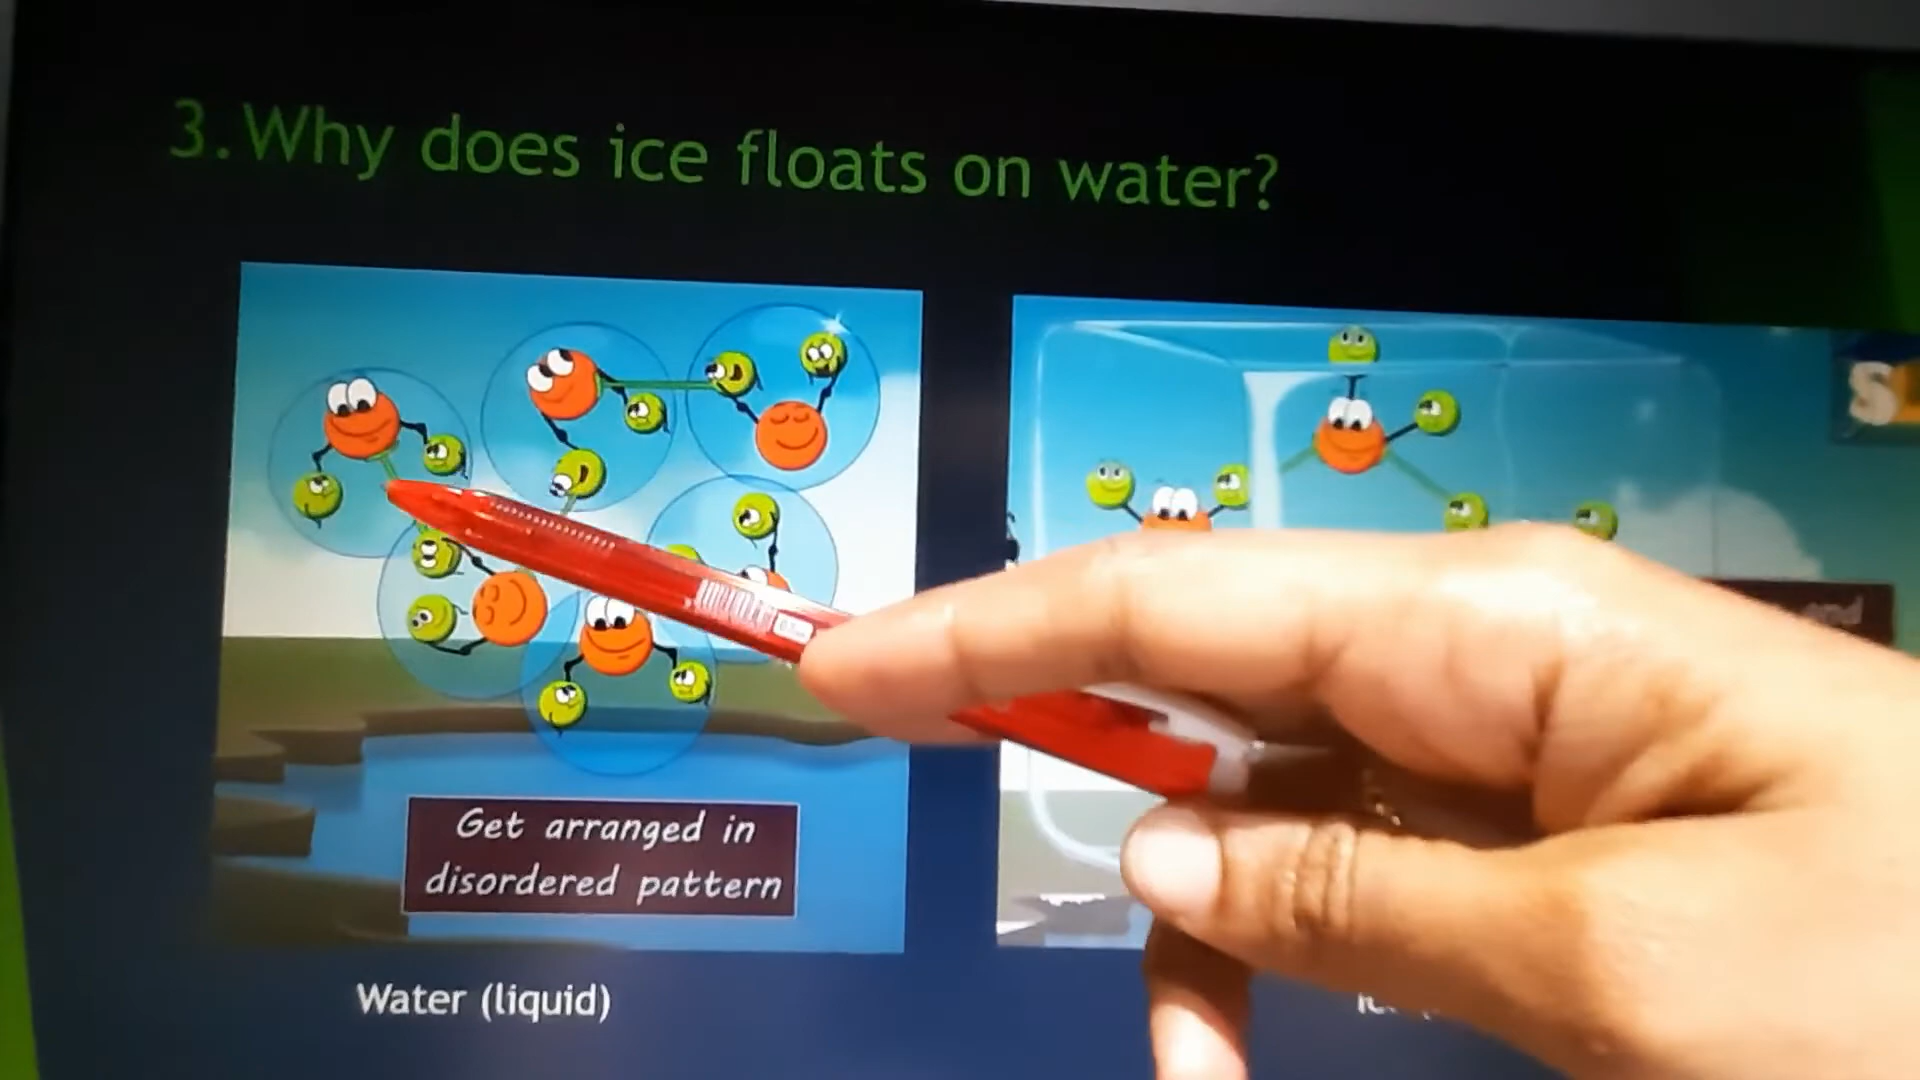 3. Why does ice floats on water?
Get arranged in
disordered pattern
Water (liquid)